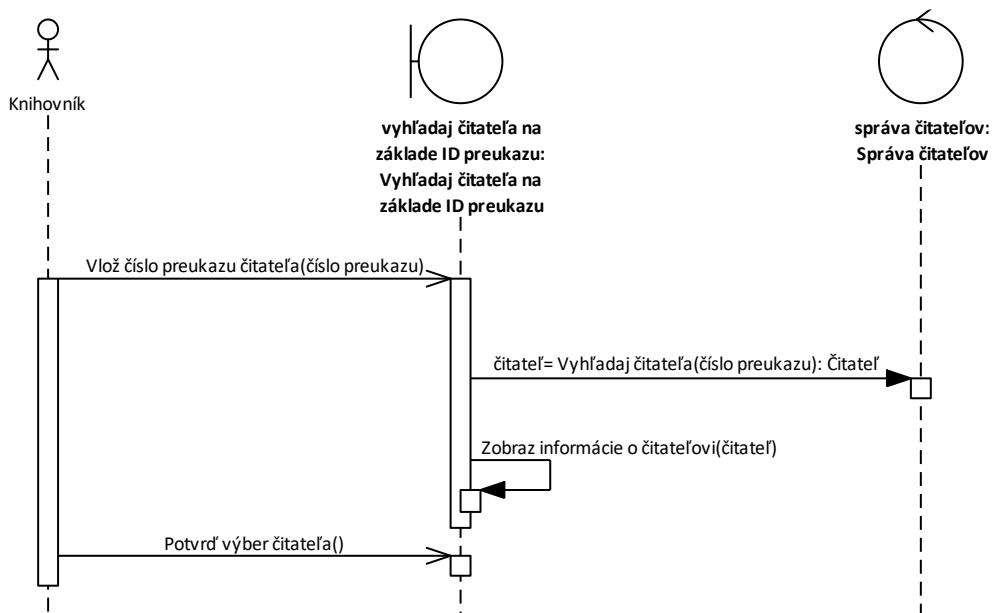 Knihovník
vyhľadaj čitateľa na
základe ID preukazu:
Vyhľadaj čitateľa na
základe ID preukazu
správa čitateľov:
Správa čitateľov
Vlož číslo preukazu čitateľa(číslo preukazu)
čitateľ= Vyhľadaj čitateľa(číslo preukazu): Čitateľ
Zobraz informácie o čitateľovi(čitateľ)
Potvrď výber čitateľa()